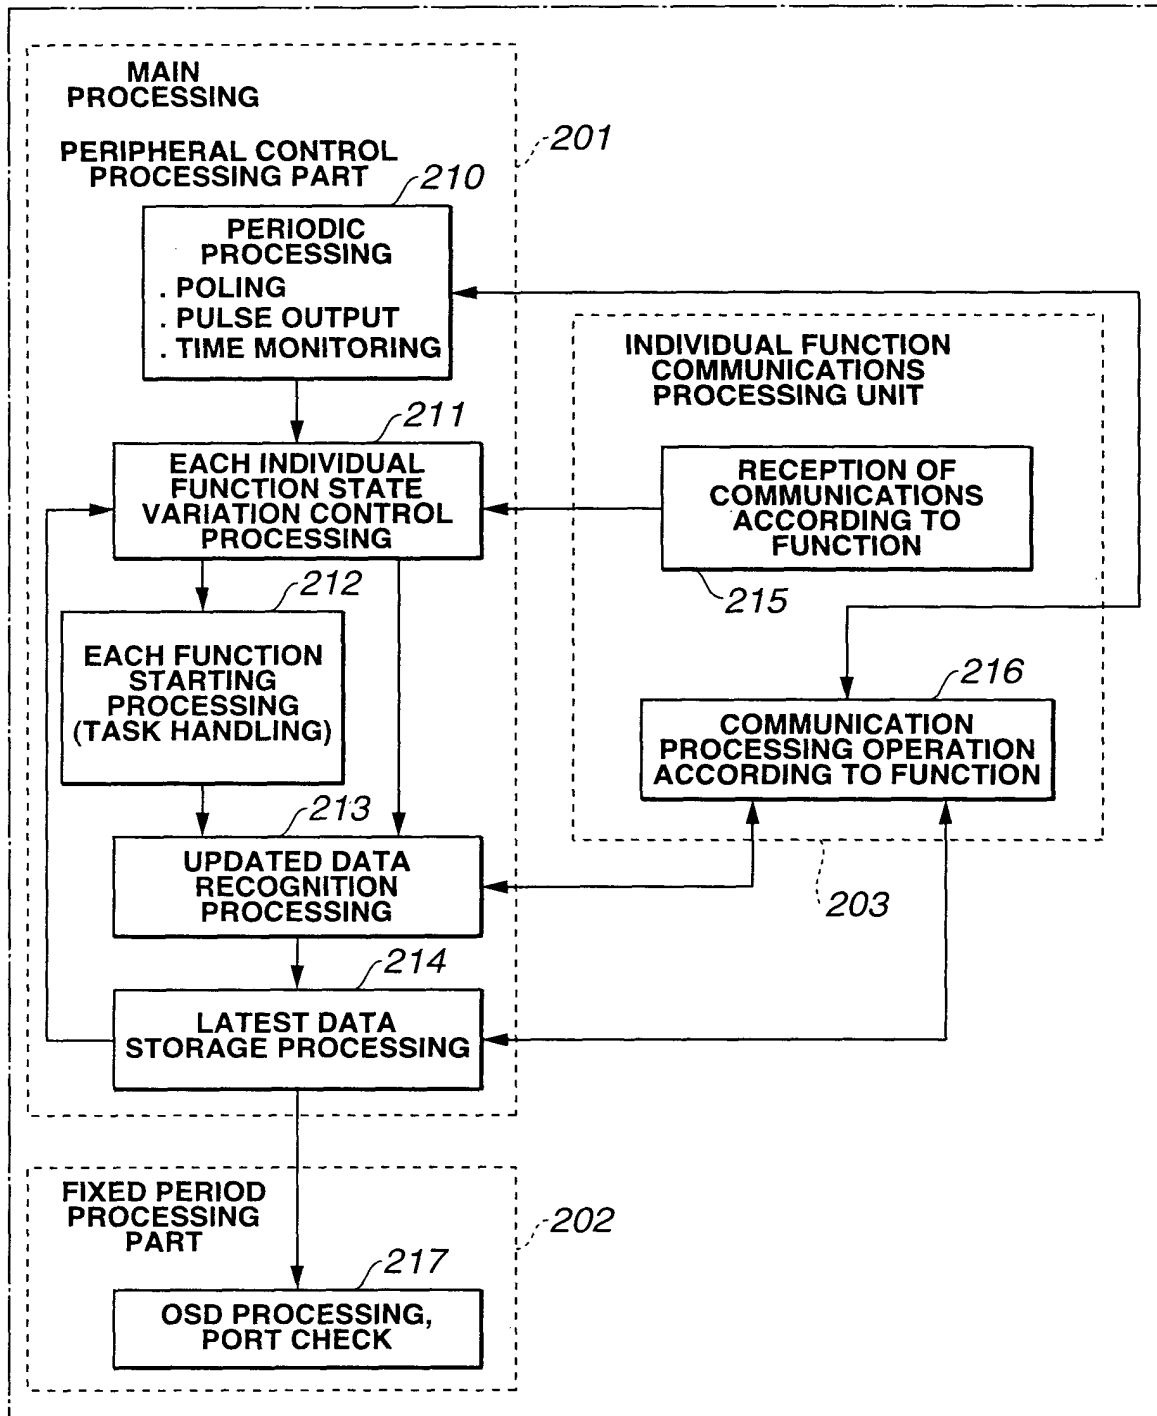 MAIN
PROCESSING
201
PERIPHERAL CONTROL
PROCESSING PART
210
PERIODIC
PROCESSING
. POLING
. PULSE OUTPUT
. TIME MONITORING
INDIVIDUAL FUNCTION
COMMUNICATIONS
PROCESSING UNIT
211
EACH INDIVIDUAL
FUNCTION STATE
VARIATION CONTROL
PROCESSING
RECEPTION OF
COMMUNICATIONS
ACCORDING TO
FUNCTION
215
212
EACH FUNCTION
STARTING
PROCESSING
(TASK HANDLING)
216
COMMUNICATION
PROCESSING OPERATION
ACCORDING TO FUNCTION
213
UPDATED DATA
RECOGNITION
PROCESSING
203
214
LATEST DATA
STORAGE PROCESSING
FIXED PERIOD
PROCESSING
PART
202
217
OSD PROCESSING,
PORT CHECK